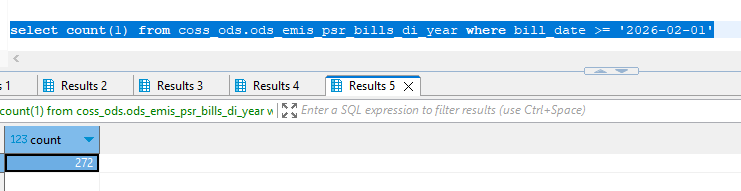 select count(1) from coss_ods.ods_emis_psr_bills_di_year where bill_date >= '2026-02-01'
s 1 Results 2 Results 3 Results 4 Results 5
count(1) from coss_ods.ods_emis_psr_bills_di_year w Enter a SQL expression to filter results (use Ctrl+Space)
123 count
272